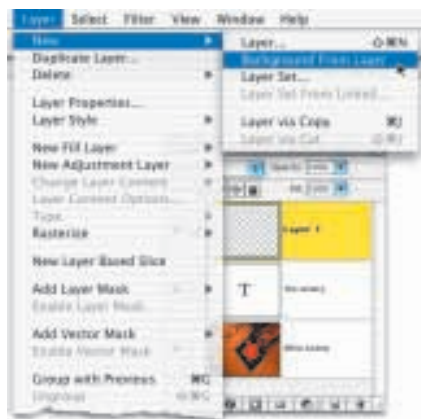 Layer Select Filter View Window Help
New
Duplicate Layer...
Delete
Layer Properties...
Layer Style
New Fill Layer
New Adjustment Layer
Change Layer Content
Layer Content Options...
Type
Rasterize
New Layer Based Slice
Add Layer Mask
Enable Layer Mask
Add Vector Mask
Enable Vector Mask
Group with Previous ⌘G
Ungroup ⇧⌘G
Layer... ⇧⌘N
Background From Layer
Layer Set...
Layer Set From Linked...
Layer via Copy ⌘J
Layer via Cut ⇧⌘J
Layer 1
T